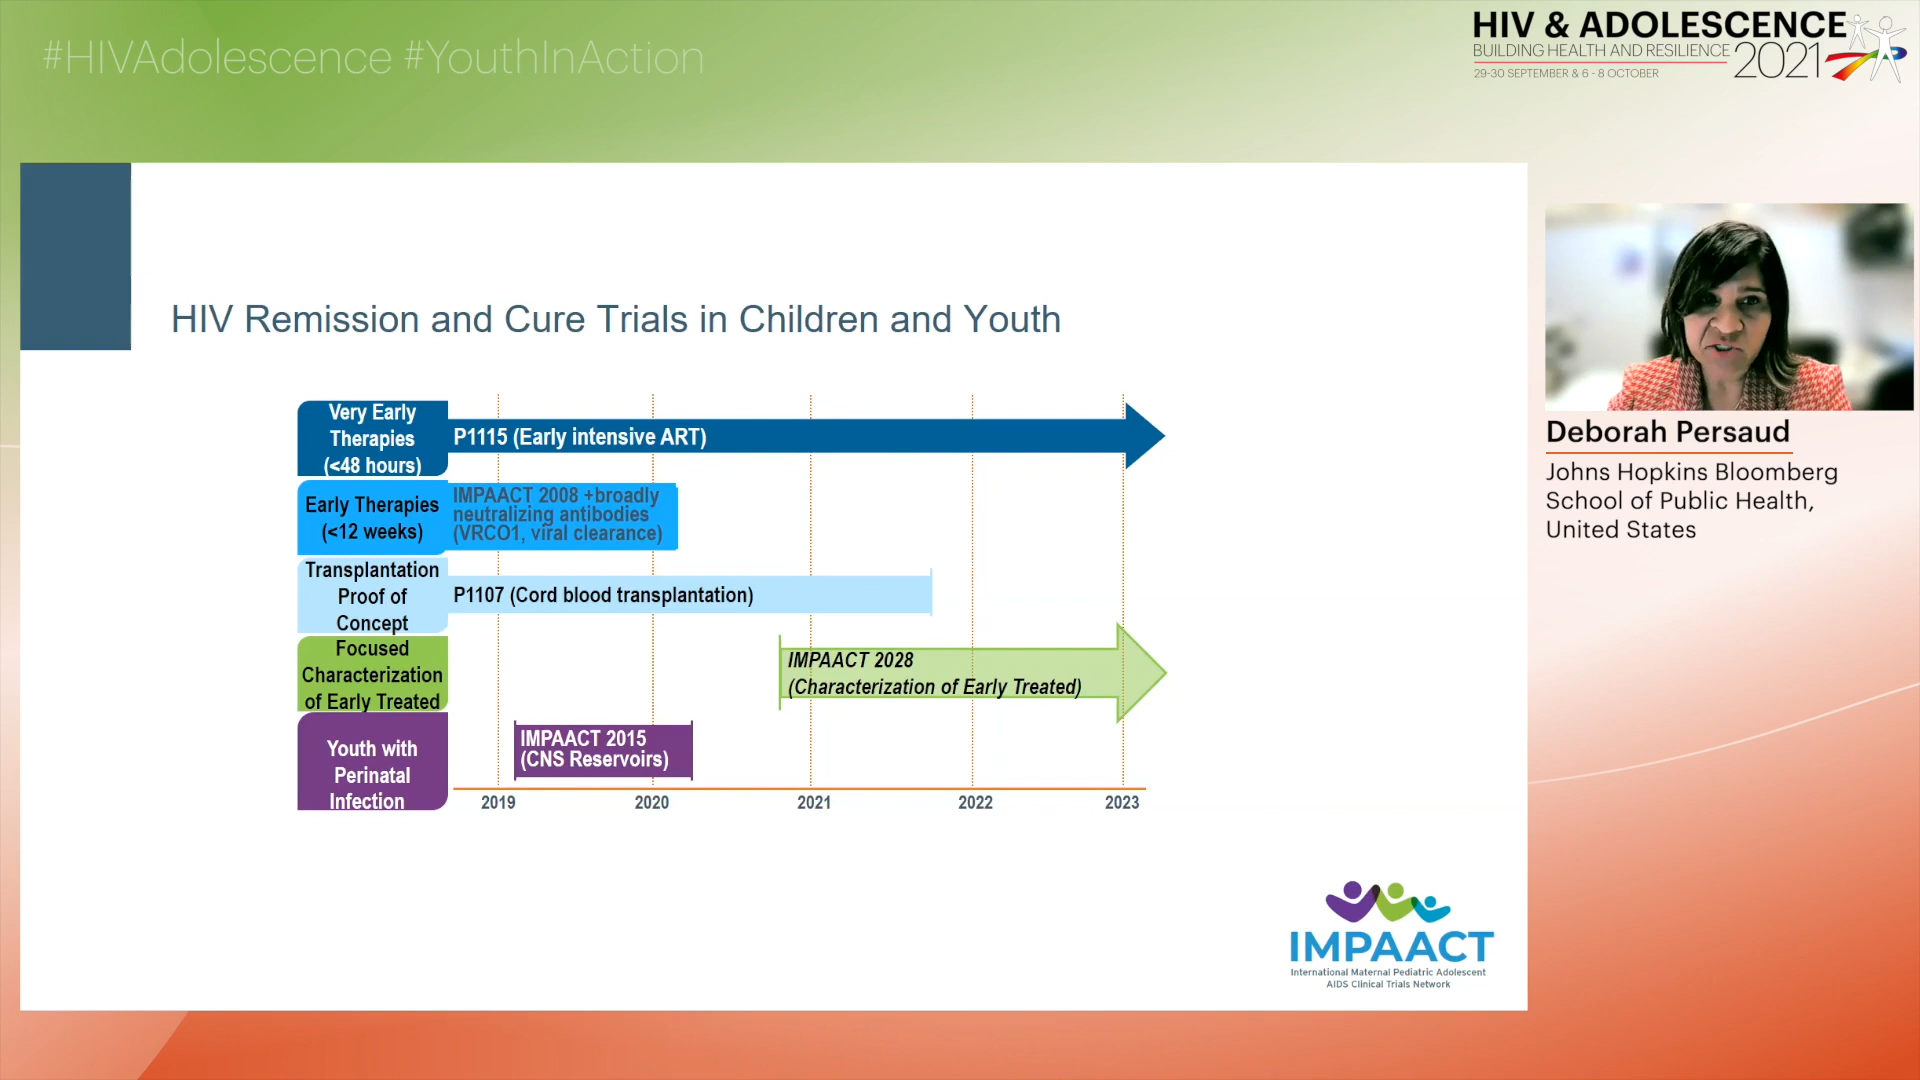 #HIVAdolescence #YouthInAction
HIV & ADOLESCENCE
BUILDING HEALTH AND RESILIENCE 2021
29-30 SEPTEMBER & 6 - 8 OCTOBER
HIV Remission and Cure Trials in Children and Youth
Very Early
Therapies
(<48 hours)
P1115 (Early intensive ART)
Early Therapies
(<12 weeks)
IMPAACT 2008 +broadly
neutralizing antibodies
(VRCO1, viral clearance)
Transplantation
Proof of
Concept
P1107 (Cord blood transplantation)
Focused
Characterization
of Early Treated
IMPAACT 2028
(Characterization of Early Treated)
Youth with
Perinatal
Infection
IMPAACT 2015
(CNS Reservoirs)
2019 2020 2021 2022 2023
IMPAACT
International Maternal Pediatric Adolescent
AIDS Clinical Trials Network
Deborah Persaud
Johns Hopkins Bloomberg
School of Public Health,
United States